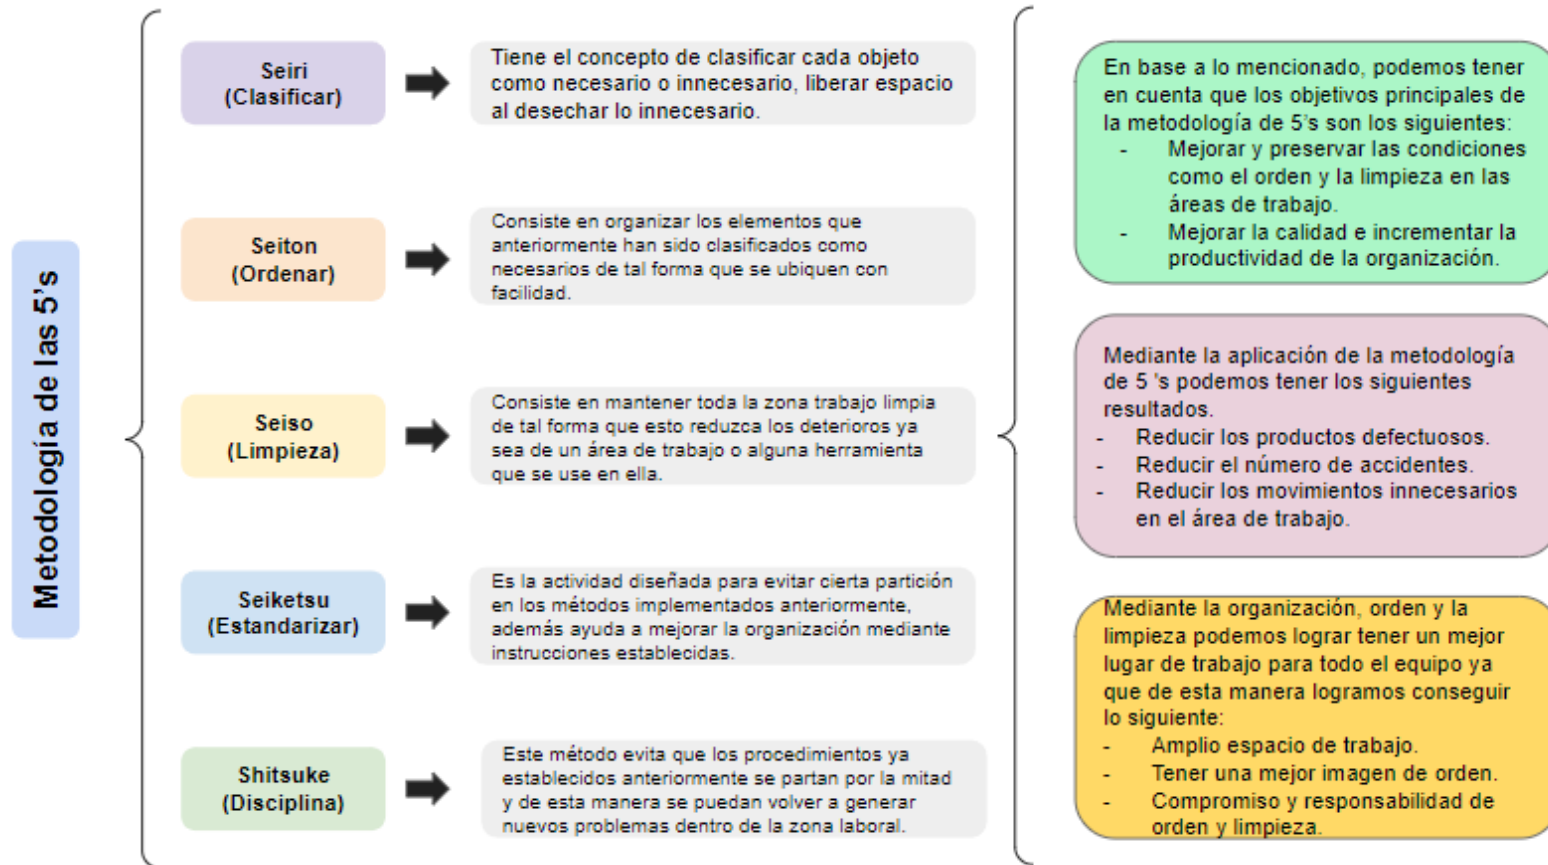 Metodología de las 5's
Seiri
(Clasificar)
Tiene el concepto de clasificar cada objeto
como necesario o innecesario, liberar espacio
al desechar lo innecesario.
Seiton
(Ordenar)
Consiste en organizar los elementos que
anteriormente han sido clasificados como
necesarios de tal forma que se ubiquen con
facilidad.
Seiso
(Limpieza)
Consiste en mantener toda la zona trabajo limpia
de tal forma que esto reduzca los deterioros ya
sea de un área de trabajo o alguna herramienta
que se use en ella.
Seiketsu
(Estandarizar)
Es la actividad diseñada para evitar cierta partición
en los métodos implementados anteriormente,
además ayuda a mejorar la organización mediante
instrucciones establecidas.
Shitsuke
(Disciplina)
Este método evita que los procedimientos ya
establecidos anteriormente se partan por la mitad
y de esta manera se puedan volver a generar
nuevos problemas dentro de la zona laboral.
En base a lo mencionado, podemos tener
en cuenta que los objetivos principales de
la metodología de 5's son los siguientes:
- Mejorar y preservar las condiciones
como el orden y la limpieza en las
áreas de trabajo.
- Mejorar la calidad e incrementar la
productividad de la organización.
Mediante la aplicación de la metodología
de 5 's podemos tener los siguientes
resultados.
- Reducir los productos defectuosos.
- Reducir el número de accidentes.
- Reducir los movimientos innecesarios
en el área de trabajo.
Mediante la organización, orden y la
limpieza podemos lograr tener un mejor
lugar de trabajo para todo el equipo ya
que de esta manera logramos conseguir
lo siguiente:
- Amplio espacio de trabajo.
- Tener una mejor imagen de orden.
- Compromiso y responsabilidad de
orden y limpieza.